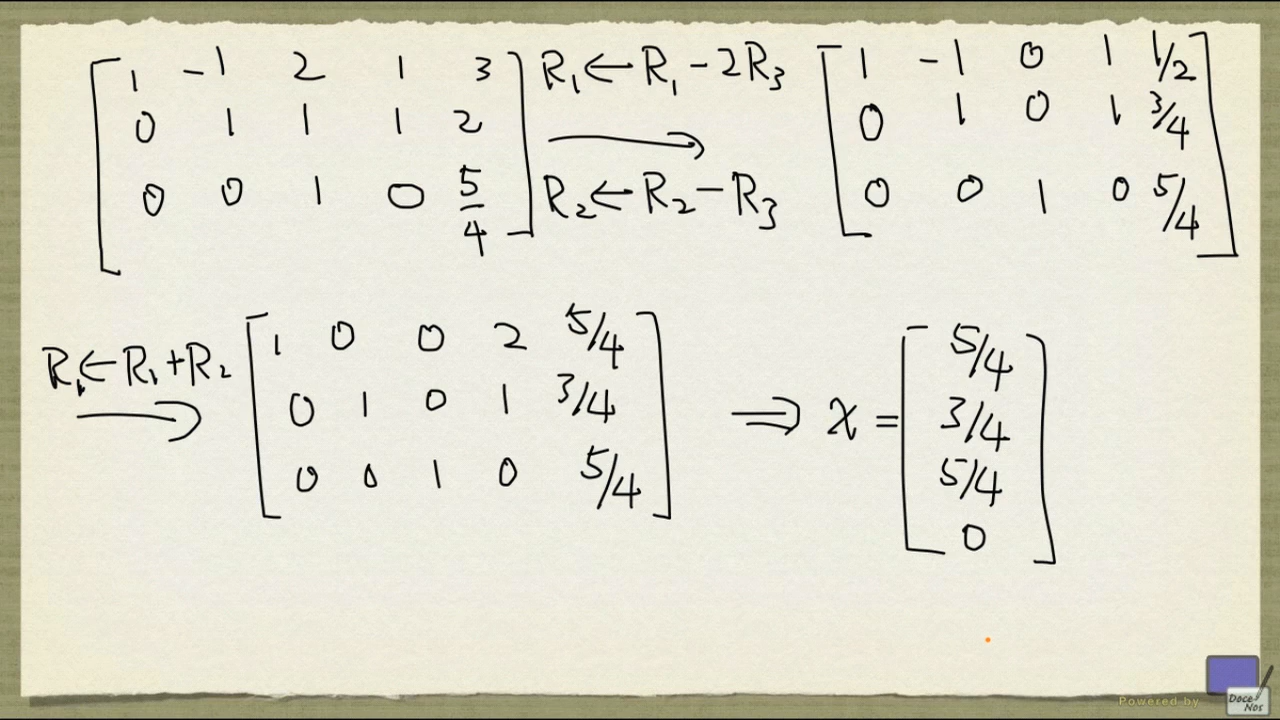 [ 1 -1 2 1 3 ] R₁ ← R₁ - 2R₃ [ 1 -1 0 1 1/2 ]
[ 0 1 1 1 2 ] ⟶ [ 0 1 0 1 3/4 ]
[ 0 0 1 0 5/4 ] R₂ ← R₂ - R₃ [ 0 0 1 0 5/4 ]
R₁ ← R₁ + R₂ ⟶ [ 1 0 0 2 5/4 ] ⟹ x = [ 5/4 ]
[ 0 1 0 1 3/4 ] [ 3/4 ]
[ 0 0 1 0 5/4 ] [ 5/4 ]
[ 0 ]
Powered by
Doce
Nos